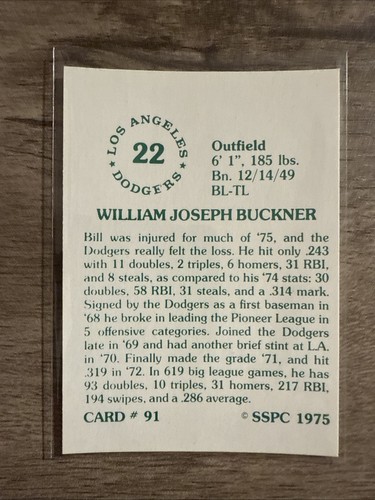 ★ LOS ANGELES ★
22
DODGERS
Outfield
6' 1", 185 lbs.
Bn. 12/14/49
BL-TL
WILLIAM JOSEPH BUCKNER
Bill was injured for much of '75, and the
Dodgers really felt the loss. He hit only .243
with 11 doubles, 2 triples, 6 homers, 31 RBI,
and 8 steals, as compared to his '74 stats: 30
doubles, 58 RBI, 31 steals, and a .314 mark.
Signed by the Dodgers as a first baseman in
'68 he broke in leading the Pioneer League in
5 offensive categories. Joined the Dodgers
late in '69 and had another brief stint at L.A.
in '70. Finally made the grade '71, and hit
.319 in '72. In 619 big league games, he has
93 doubles, 10 triples, 31 homers, 217 RBI,
194 swipes, and a .286 average.
CARD # 91
© SSPC 1975